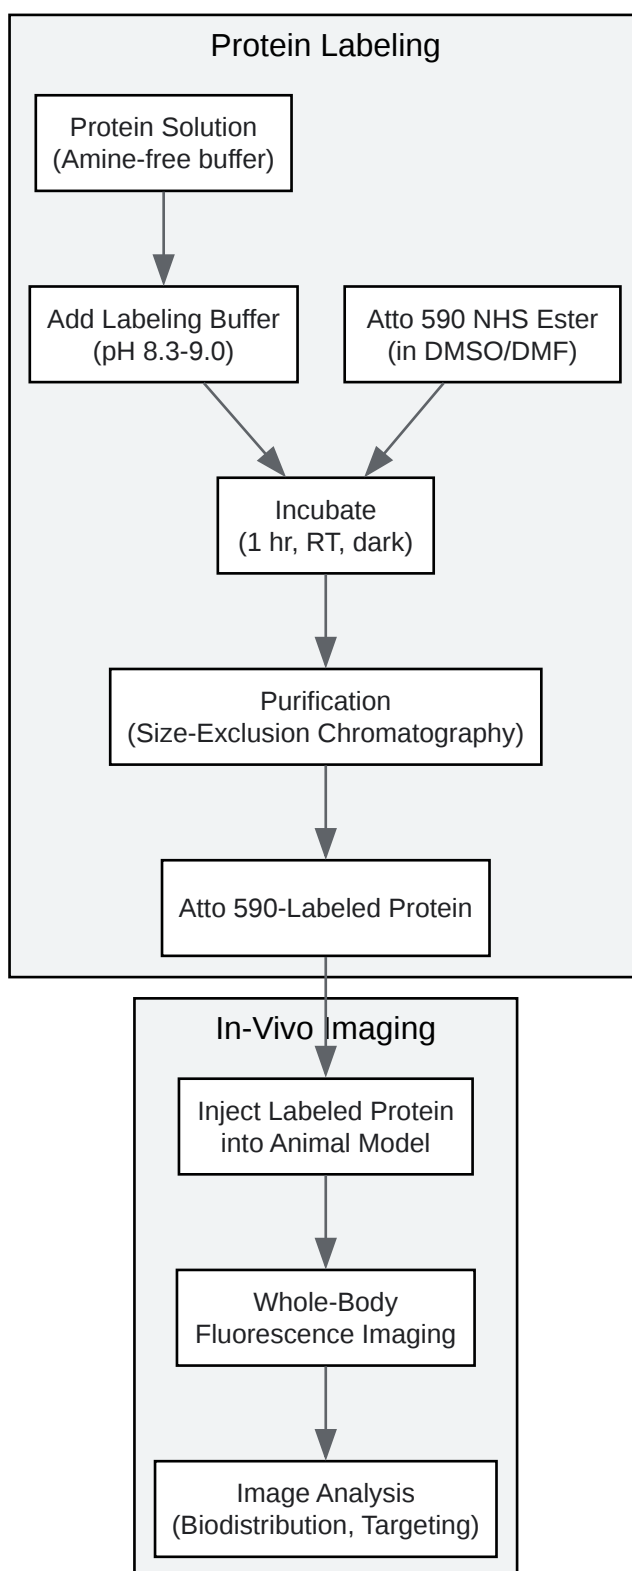 Protein Labeling
Protein Solution
(Amine-free buffer)
Add Labeling Buffer
(pH 8.3-9.0)
Atto 590 NHS Ester
(in DMSO/DMF)
Incubate
(1 hr, RT, dark)
Purification
(Size-Exclusion Chromatography)
Atto 590-Labeled Protein
In-Vivo Imaging
Inject Labeled Protein
into Animal Model
Whole-Body
Fluorescence Imaging
Image Analysis
(Biodistribution, Targeting)